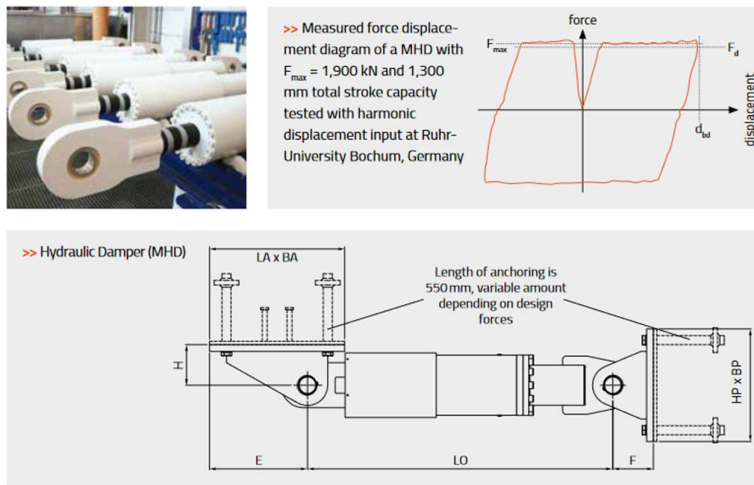 >> Measured force displace-
ment diagram of a MHD with
Fmax = 1,900 kN and 1,300
mm total stroke capacity
tested with harmonic
displacement input at Ruhr-
University Bochum, Germany
force
Fmax
Fd
displacement
dbd
>> Hydraulic Damper (MHD)
LA x BA
Length of anchoring is
550 mm, variable amount
depending on design
forces
H
HP x BP
E
LO
F